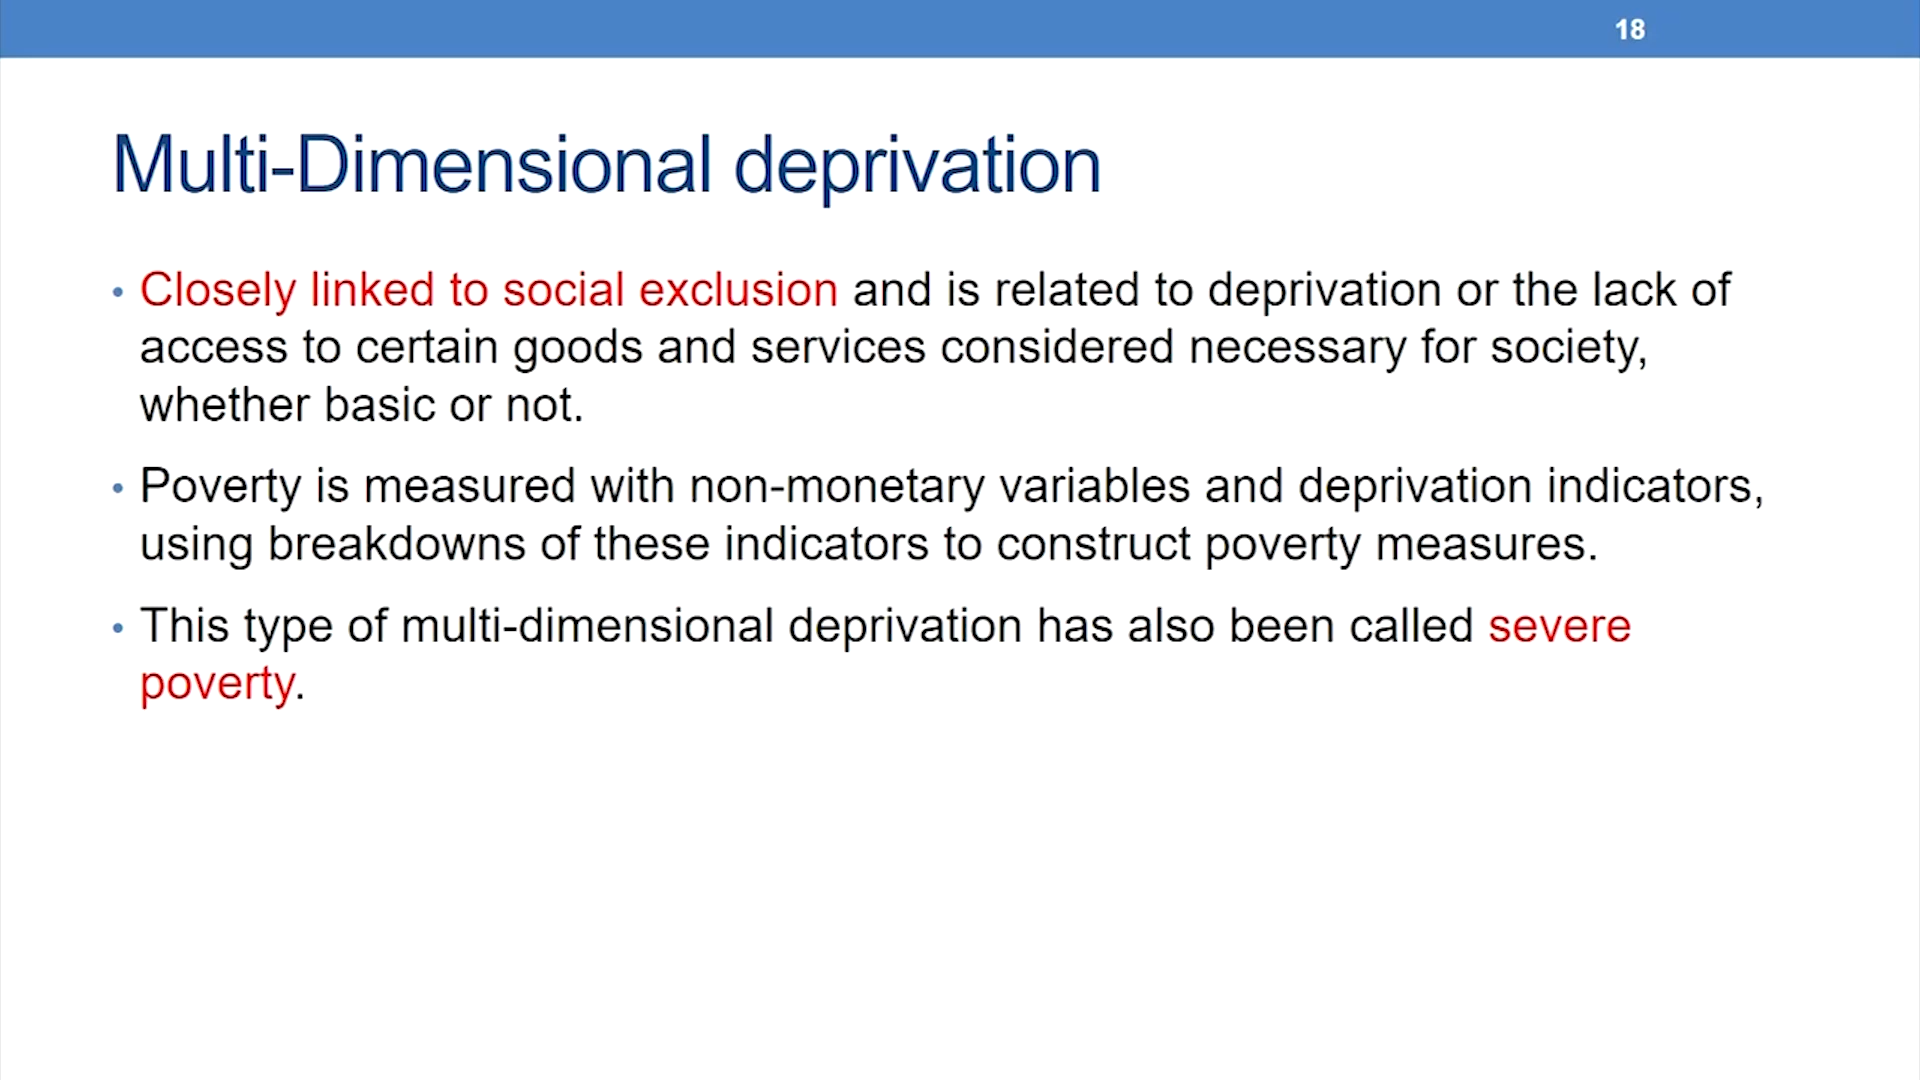 18
Multi-Dimensional deprivation
• Closely linked to social exclusion and is related to deprivation or the lack of
access to certain goods and services considered necessary for society,
whether basic or not.
• Poverty is measured with non-monetary variables and deprivation indicators,
using breakdowns of these indicators to construct poverty measures.
• This type of multi-dimensional deprivation has also been called severe
poverty.